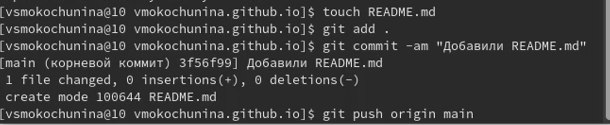 [vsmokochunina@10 vmokochunina.github.io]$ touch README.md
[vsmokochunina@10 vmokochunina.github.io]$ git add .
[vsmokochunina@10 vmokochunina.github.io]$ git commit -am "Добавили README.md"
[main (корневой коммит) 3f56f99] Добавили README.md
1 file changed, 0 insertions(+), 0 deletions(-)
create mode 100644 README.md
[vsmokochunina@10 vmokochunina.github.io]$ git push origin main